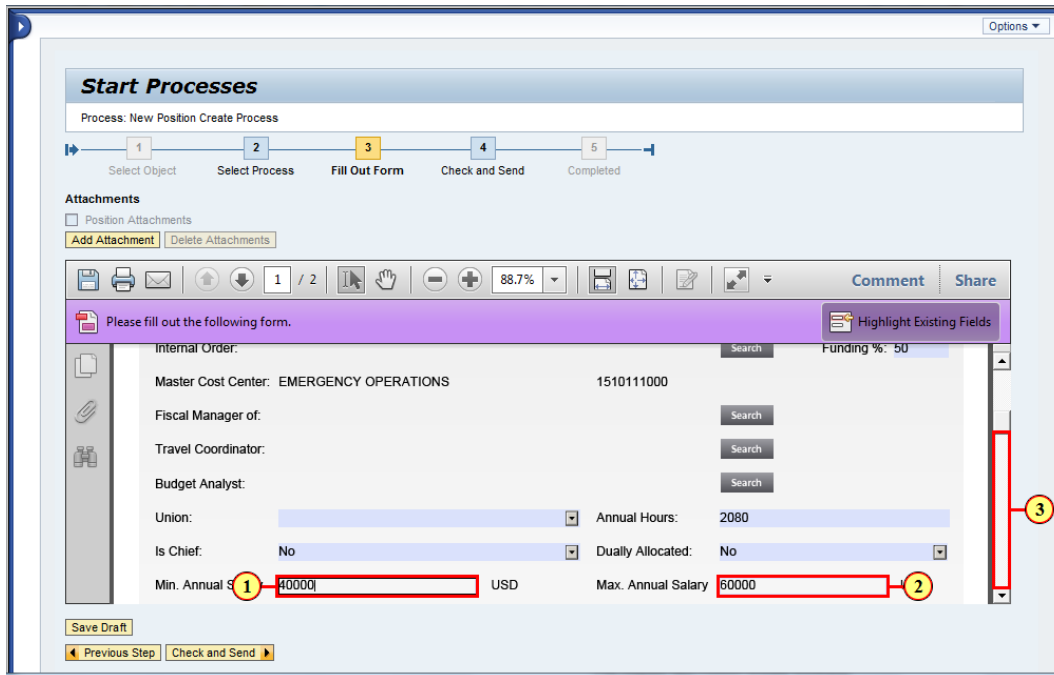 Options
Start Processes
Process: New Position Create Process
1 2 3 4 5
Select Object Select Process Fill Out Form Check and Send Completed
Attachments
Position Attachments
Add Attachment Delete Attachments
1 / 2 88.7% Comment Share
Please fill out the following form. Highlight Existing Fields
Internal Order: Search Funding %: 50
Master Cost Center: EMERGENCY OPERATIONS 1510111000
Fiscal Manager of: Search
Travel Coordinator: Search
Budget Analyst: Search
3
Union: Annual Hours: 2080
Is Chief: No Dually Allocated: No
Min. Annual 1 40000 USD Max. Annual Salary 60000 2
Save Draft
Previous Step Check and Send